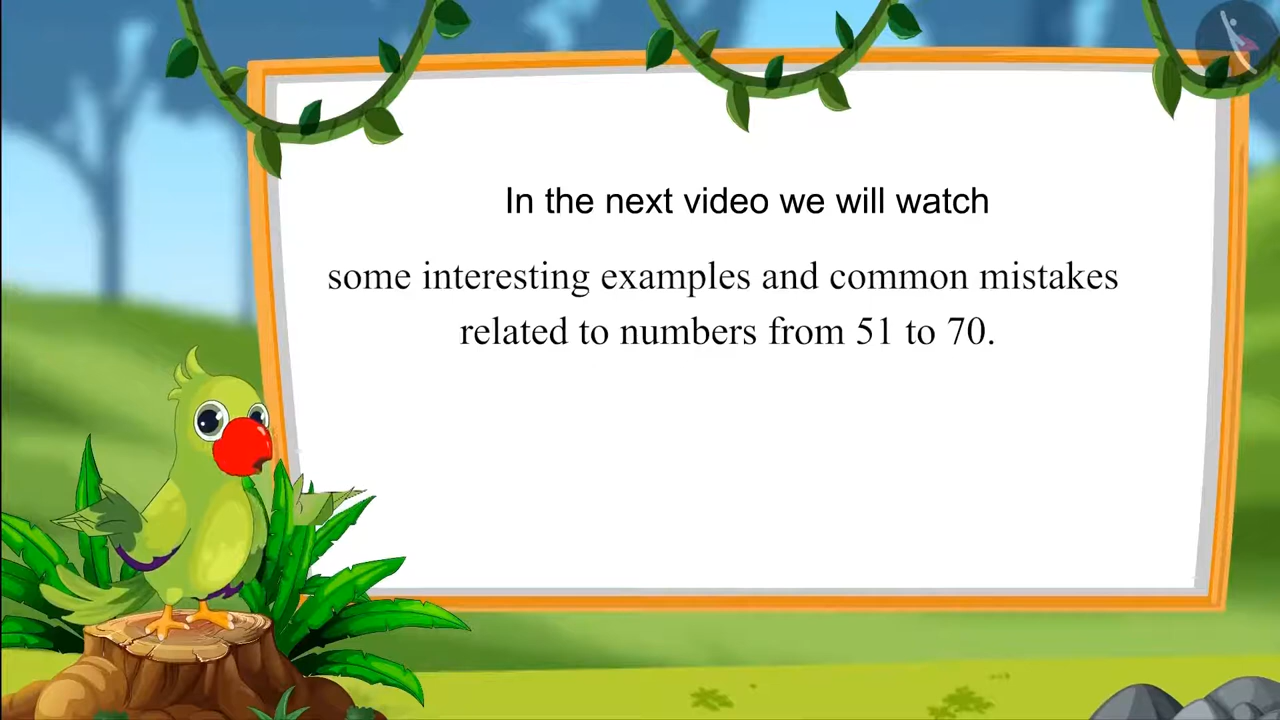 In the next video we will watch
some interesting examples and common mistakes
related to numbers from 51 to 70.